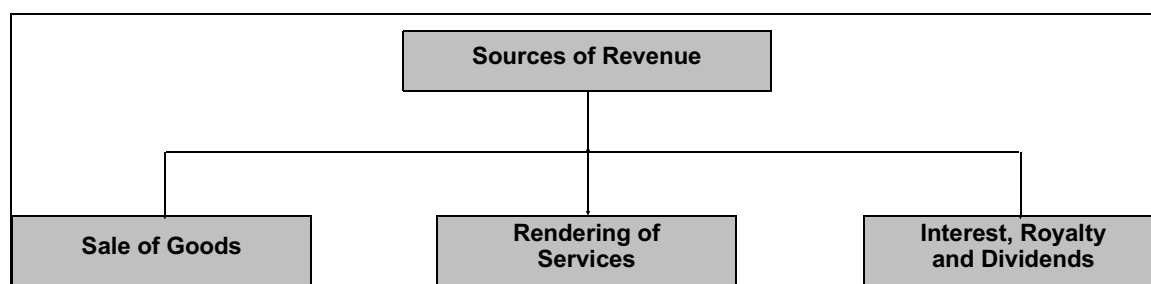 Sources of Revenue
Sale of Goods
Rendering of
Services
Interest, Royalty
and Dividends